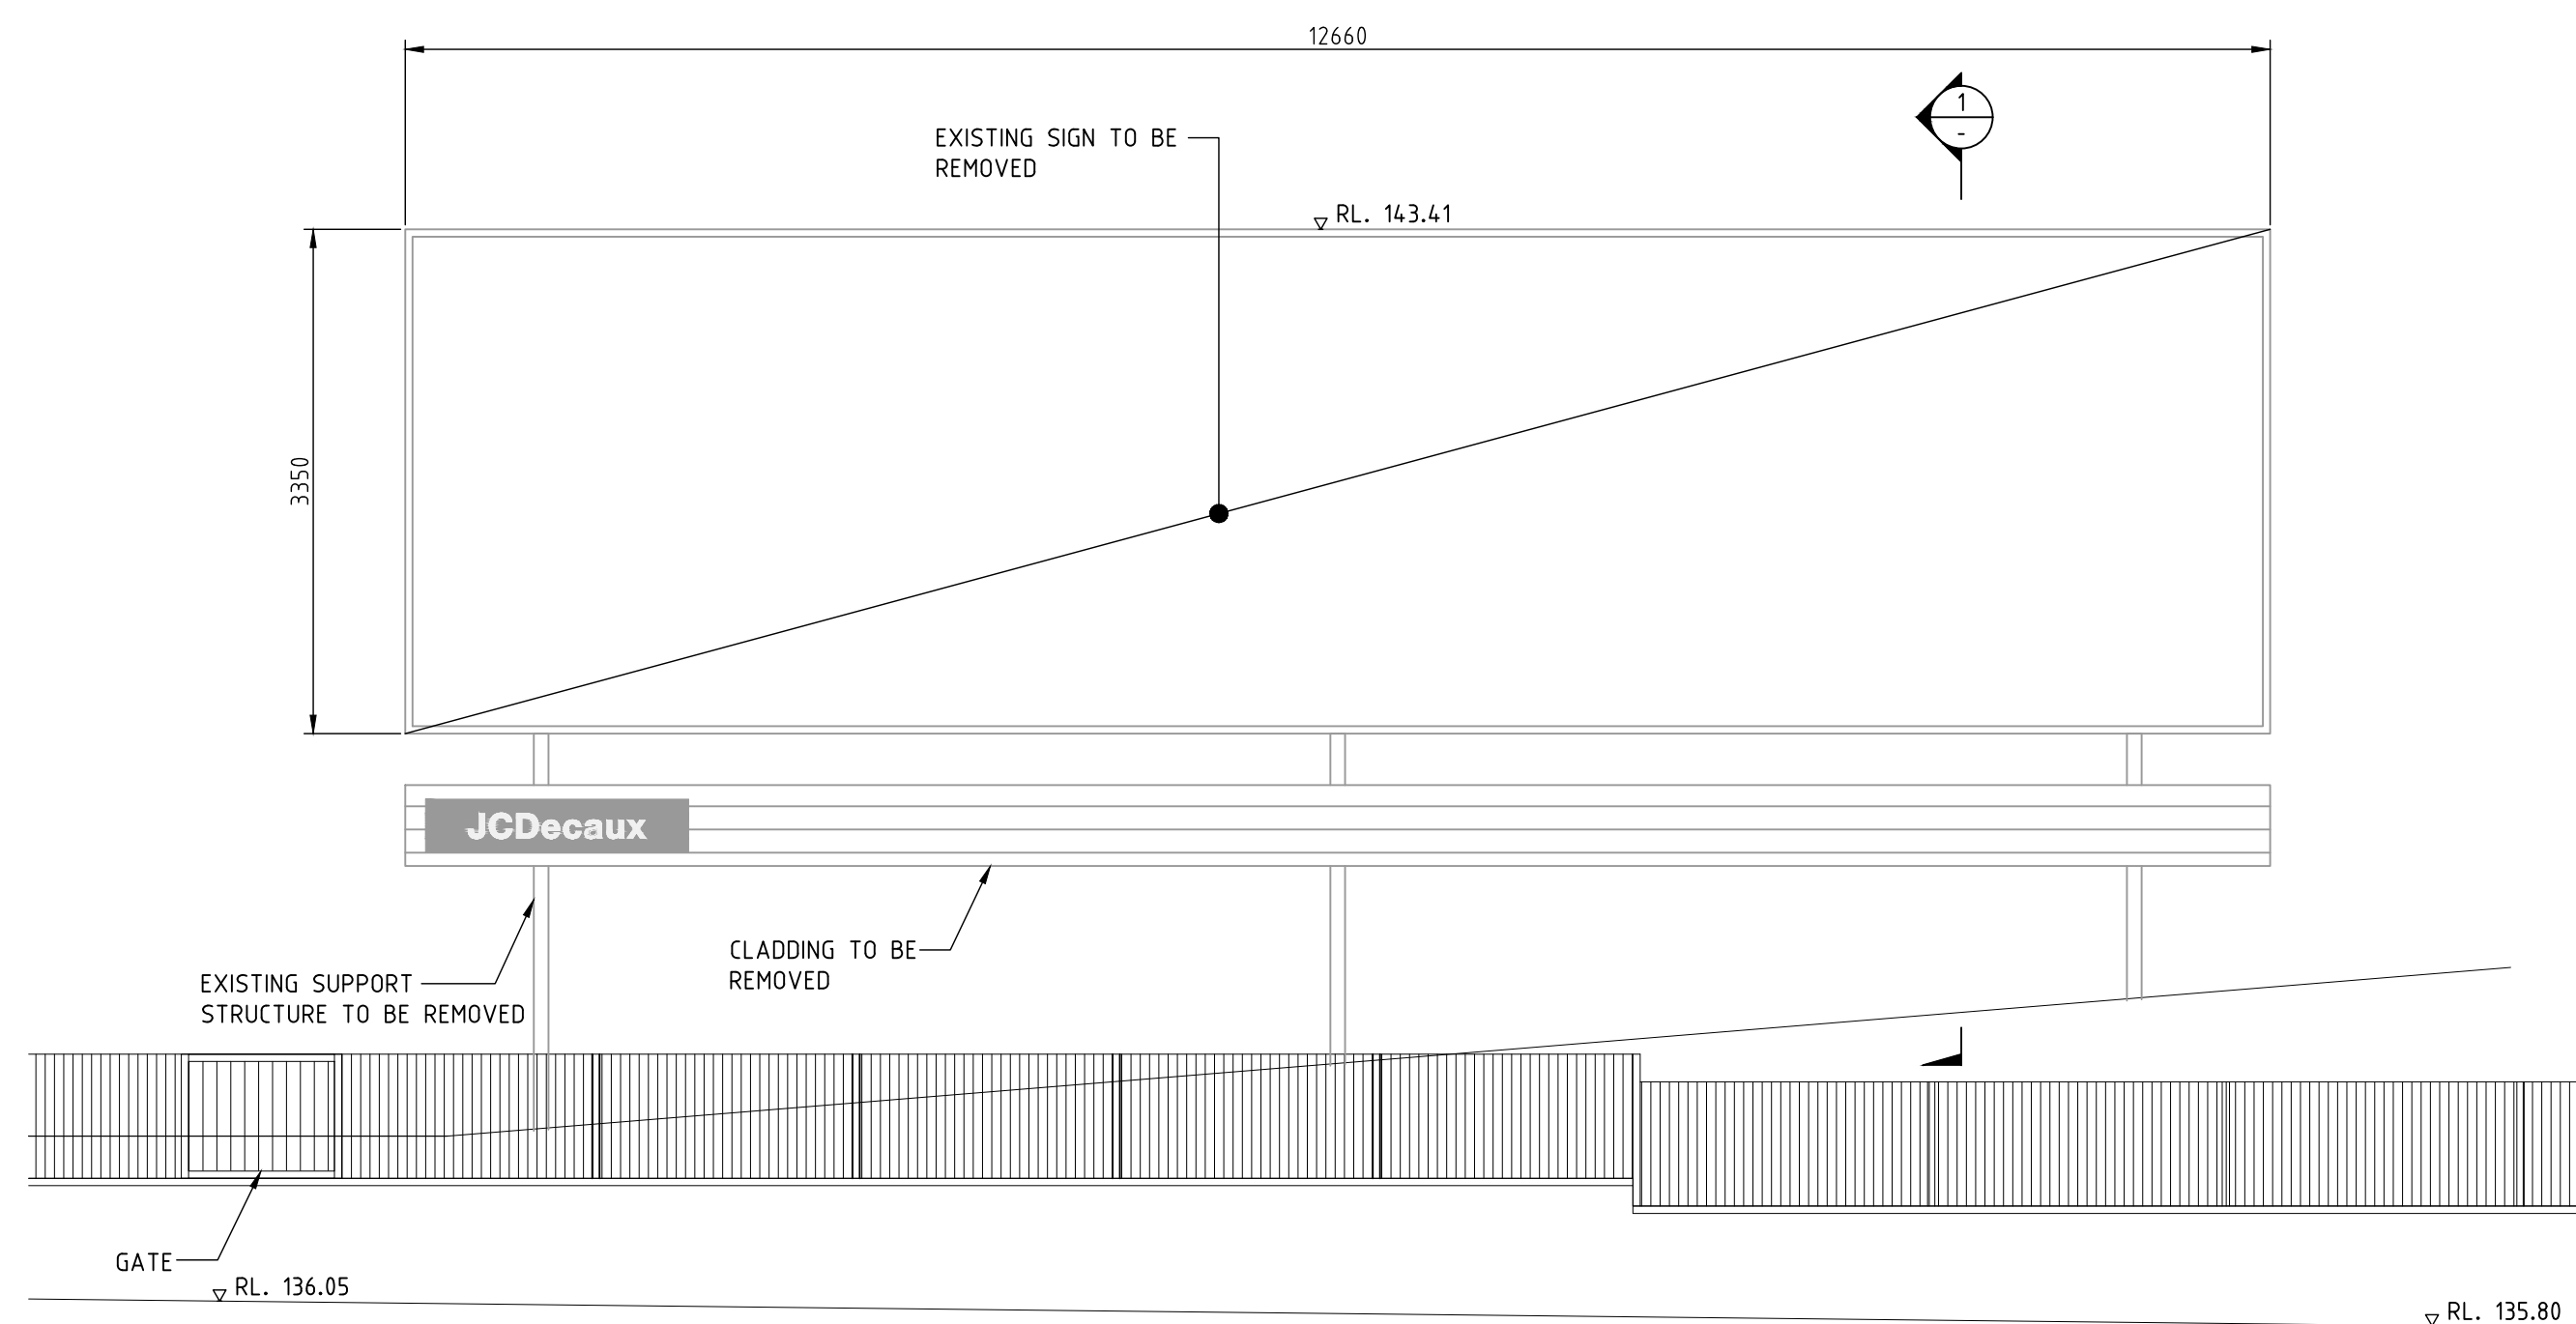 12660
1
-
EXISTING SIGN TO BE
REMOVED
RL. 143.41
3350
JCDecaux
CLADDING TO BE
REMOVED
EXISTING SUPPORT
STRUCTURE TO BE REMOVED
GATE
RL. 136.05
RL. 135.80